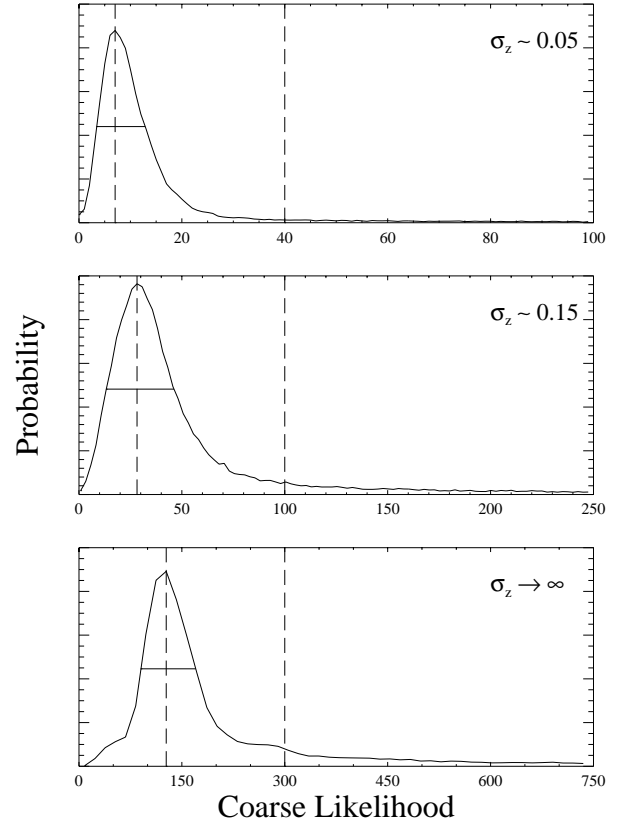 σz ~ 0.05
0 20 40 60 80 100
σz ~ 0.15
0 50 100 150 200 250
σz → ∞
0 150 300 450 600 750
Probability
Coarse Likelihood